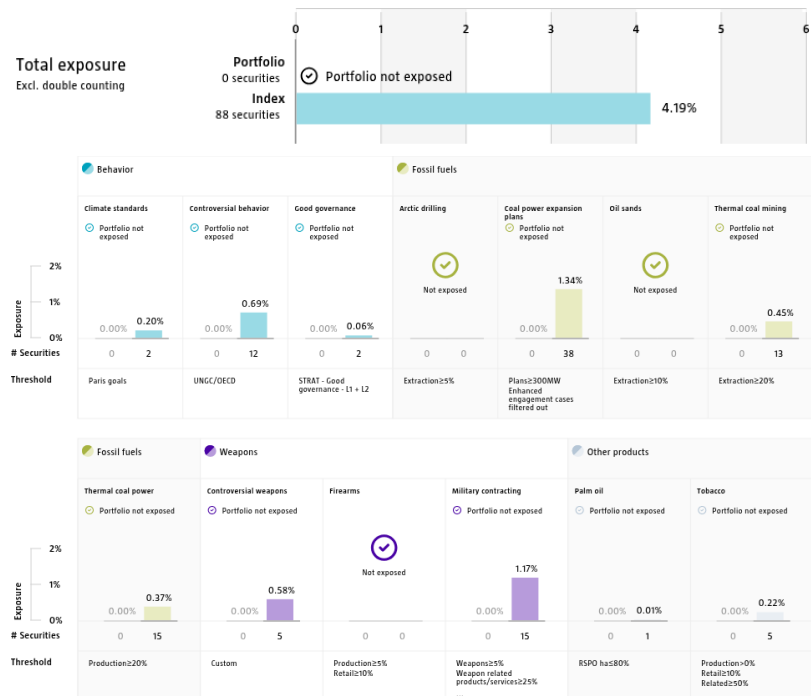 0 1 2 3 4 5 6
Total exposure
Excl. double counting
Portfolio
0 securities
Portfolio not exposed
Index
88 securities
4.19%
Behavior
Fossil fuels
Climate standards
Portfolio not
exposed
Controversial behavior
Portfolio not
exposed
Good governance
Portfolio not
exposed
Arctic drilling
Not exposed
Coal power expansion
plans
Portfolio not
exposed
Oil sands
Not exposed
Thermal coal mining
Portfolio not
exposed
Exposure
2%
1%
0%
0.00% 0.20%
0.00% 0.69%
0.00% 0.06%
0.00% 1.34%
0.00% 0.45%
# Securities
0 2
0 12
0 2
0 0
0 38
0 0
0 13
Threshold
Paris goals
UNGC/OECD
STRAT - Good
governance - L1 + L2
Extraction≥5%
Plans≥300MW
Enhanced
engagement cases
filtered out
Extraction≥10%
Extraction≥20%
Fossil fuels
Weapons
Other products
Thermal coal power
Portfolio not exposed
Controversial weapons
Portfolio not exposed
Firearms
Not exposed
Military contracting
Portfolio not exposed
Palm oil
Portfolio not exposed
Tobacco
Portfolio not exposed
Exposure
2%
1%
0%
0.00% 0.37%
0.00% 0.58%
0.00% 1.17%
0.00% 0.01%
0.00% 0.22%
# Securities
0 15
0 5
0 0
0 15
0 1
0 5
Threshold
Production≥20%
Custom
Production≥5%
Retail≥10%
Weapons≥5%
Weapon related
products/services≥25%
RSPO ha≤80%
Production>0%
Retail≥10%
Related≥50%